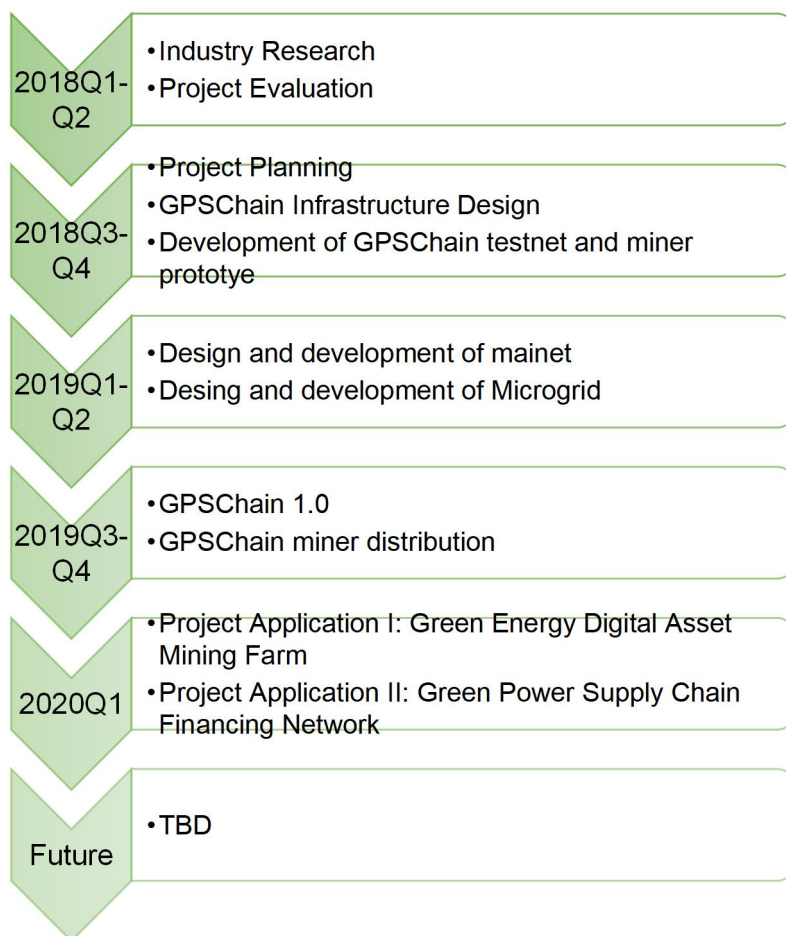 2018Q1-
Q2
•Industry Research
•Project Evaluation
2018Q3-
Q4
•Project Planning
•GPSChain Infrastructure Design
•Development of GPSChain testnet and miner
prototye
2019Q1-
Q2
•Design and development of mainet
•Desing and development of Microgrid
2019Q3-
Q4
•GPSChain 1.0
•GPSChain miner distribution
2020Q1
•Project Application I: Green Energy Digital Asset
Mining Farm
•Project Application II: Green Power Supply Chain
Financing Network
Future
•TBD